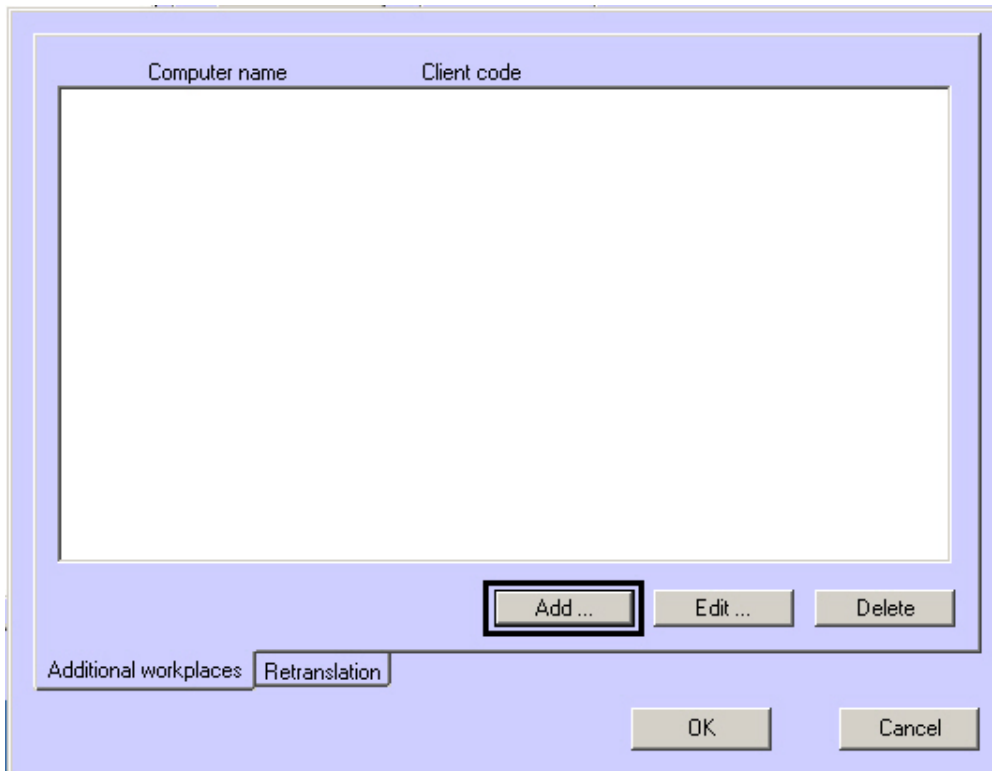 Computer name Client code
Add ... Edit ... Delete
Additional workplaces Retranslation
OK Cancel